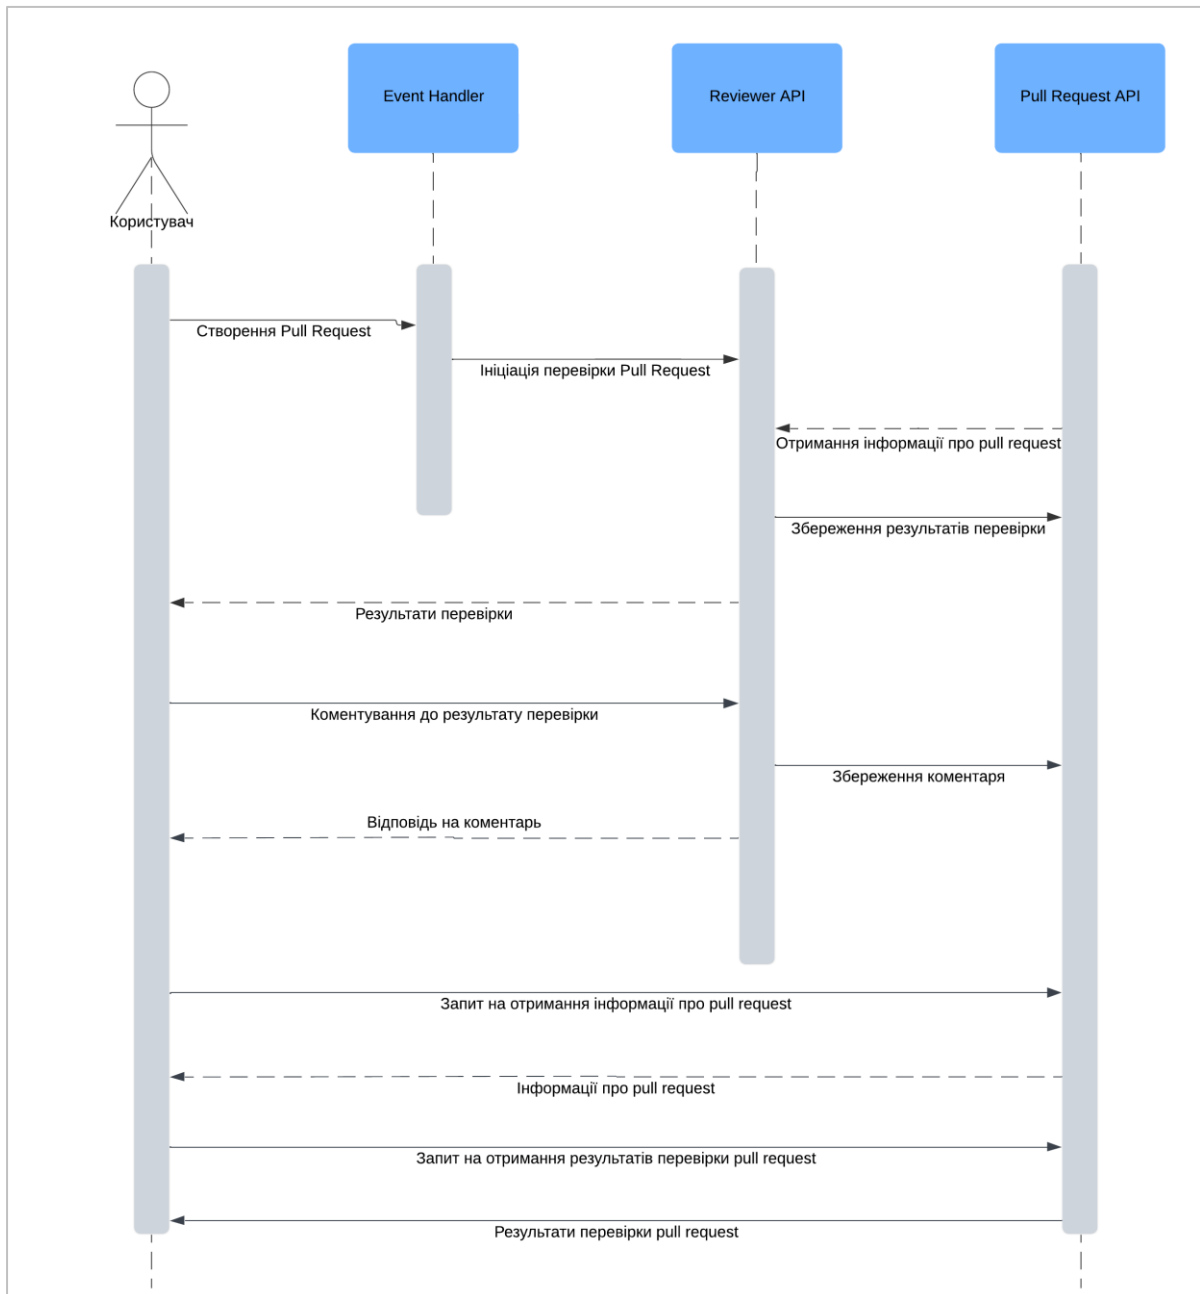 Event Handler
Reviewer API
Pull Request API
Користувач
Створення Pull Request
Ініціація перевірки Pull Request
Отримання інформації про pull request
Збереження результатів перевірки
Результати перевірки
Коментування до результату перевірки
Збереження коментаря
Відповідь на коментарь
Запит на отримання інформації про pull request
Інформації про pull request
Запит на отримання результатів перевірки pull request
Результати перевірки pull request